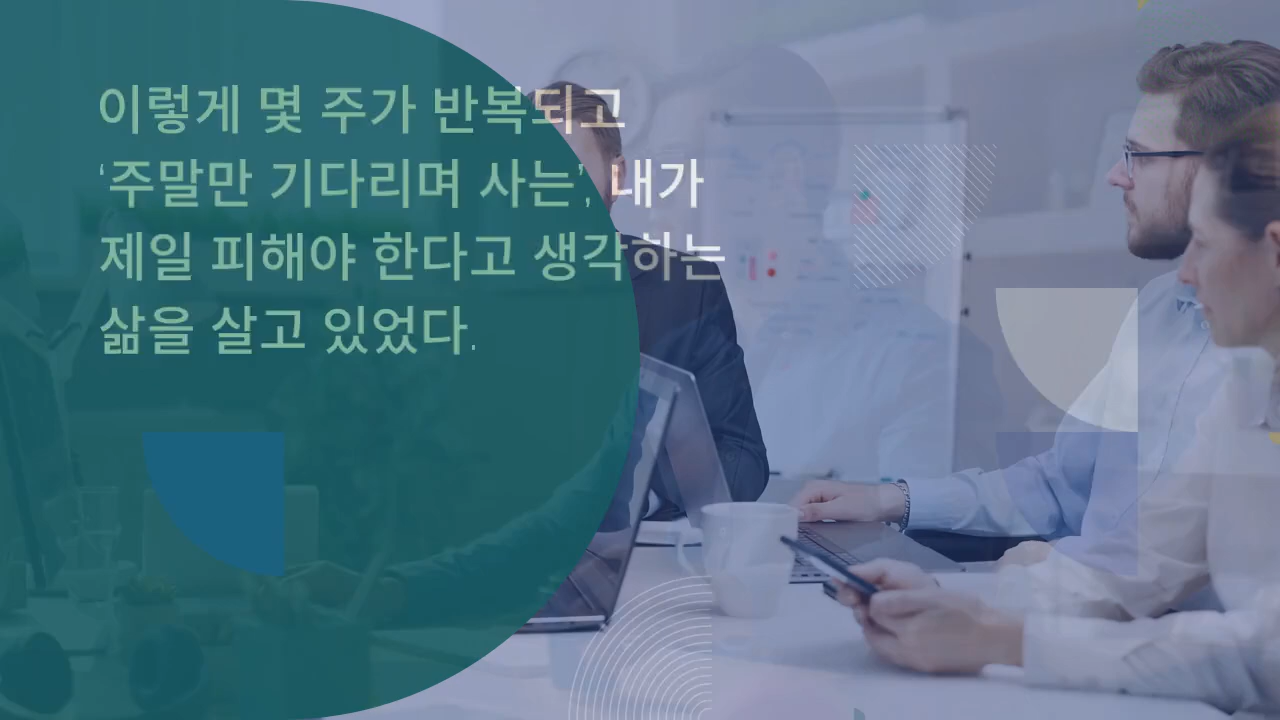 이렇게 몇 주가 반복되고
‘주말만 기다리며 사는’, 내가
제일 피해야 한다고 생각하는
삶을 살고 있었다.